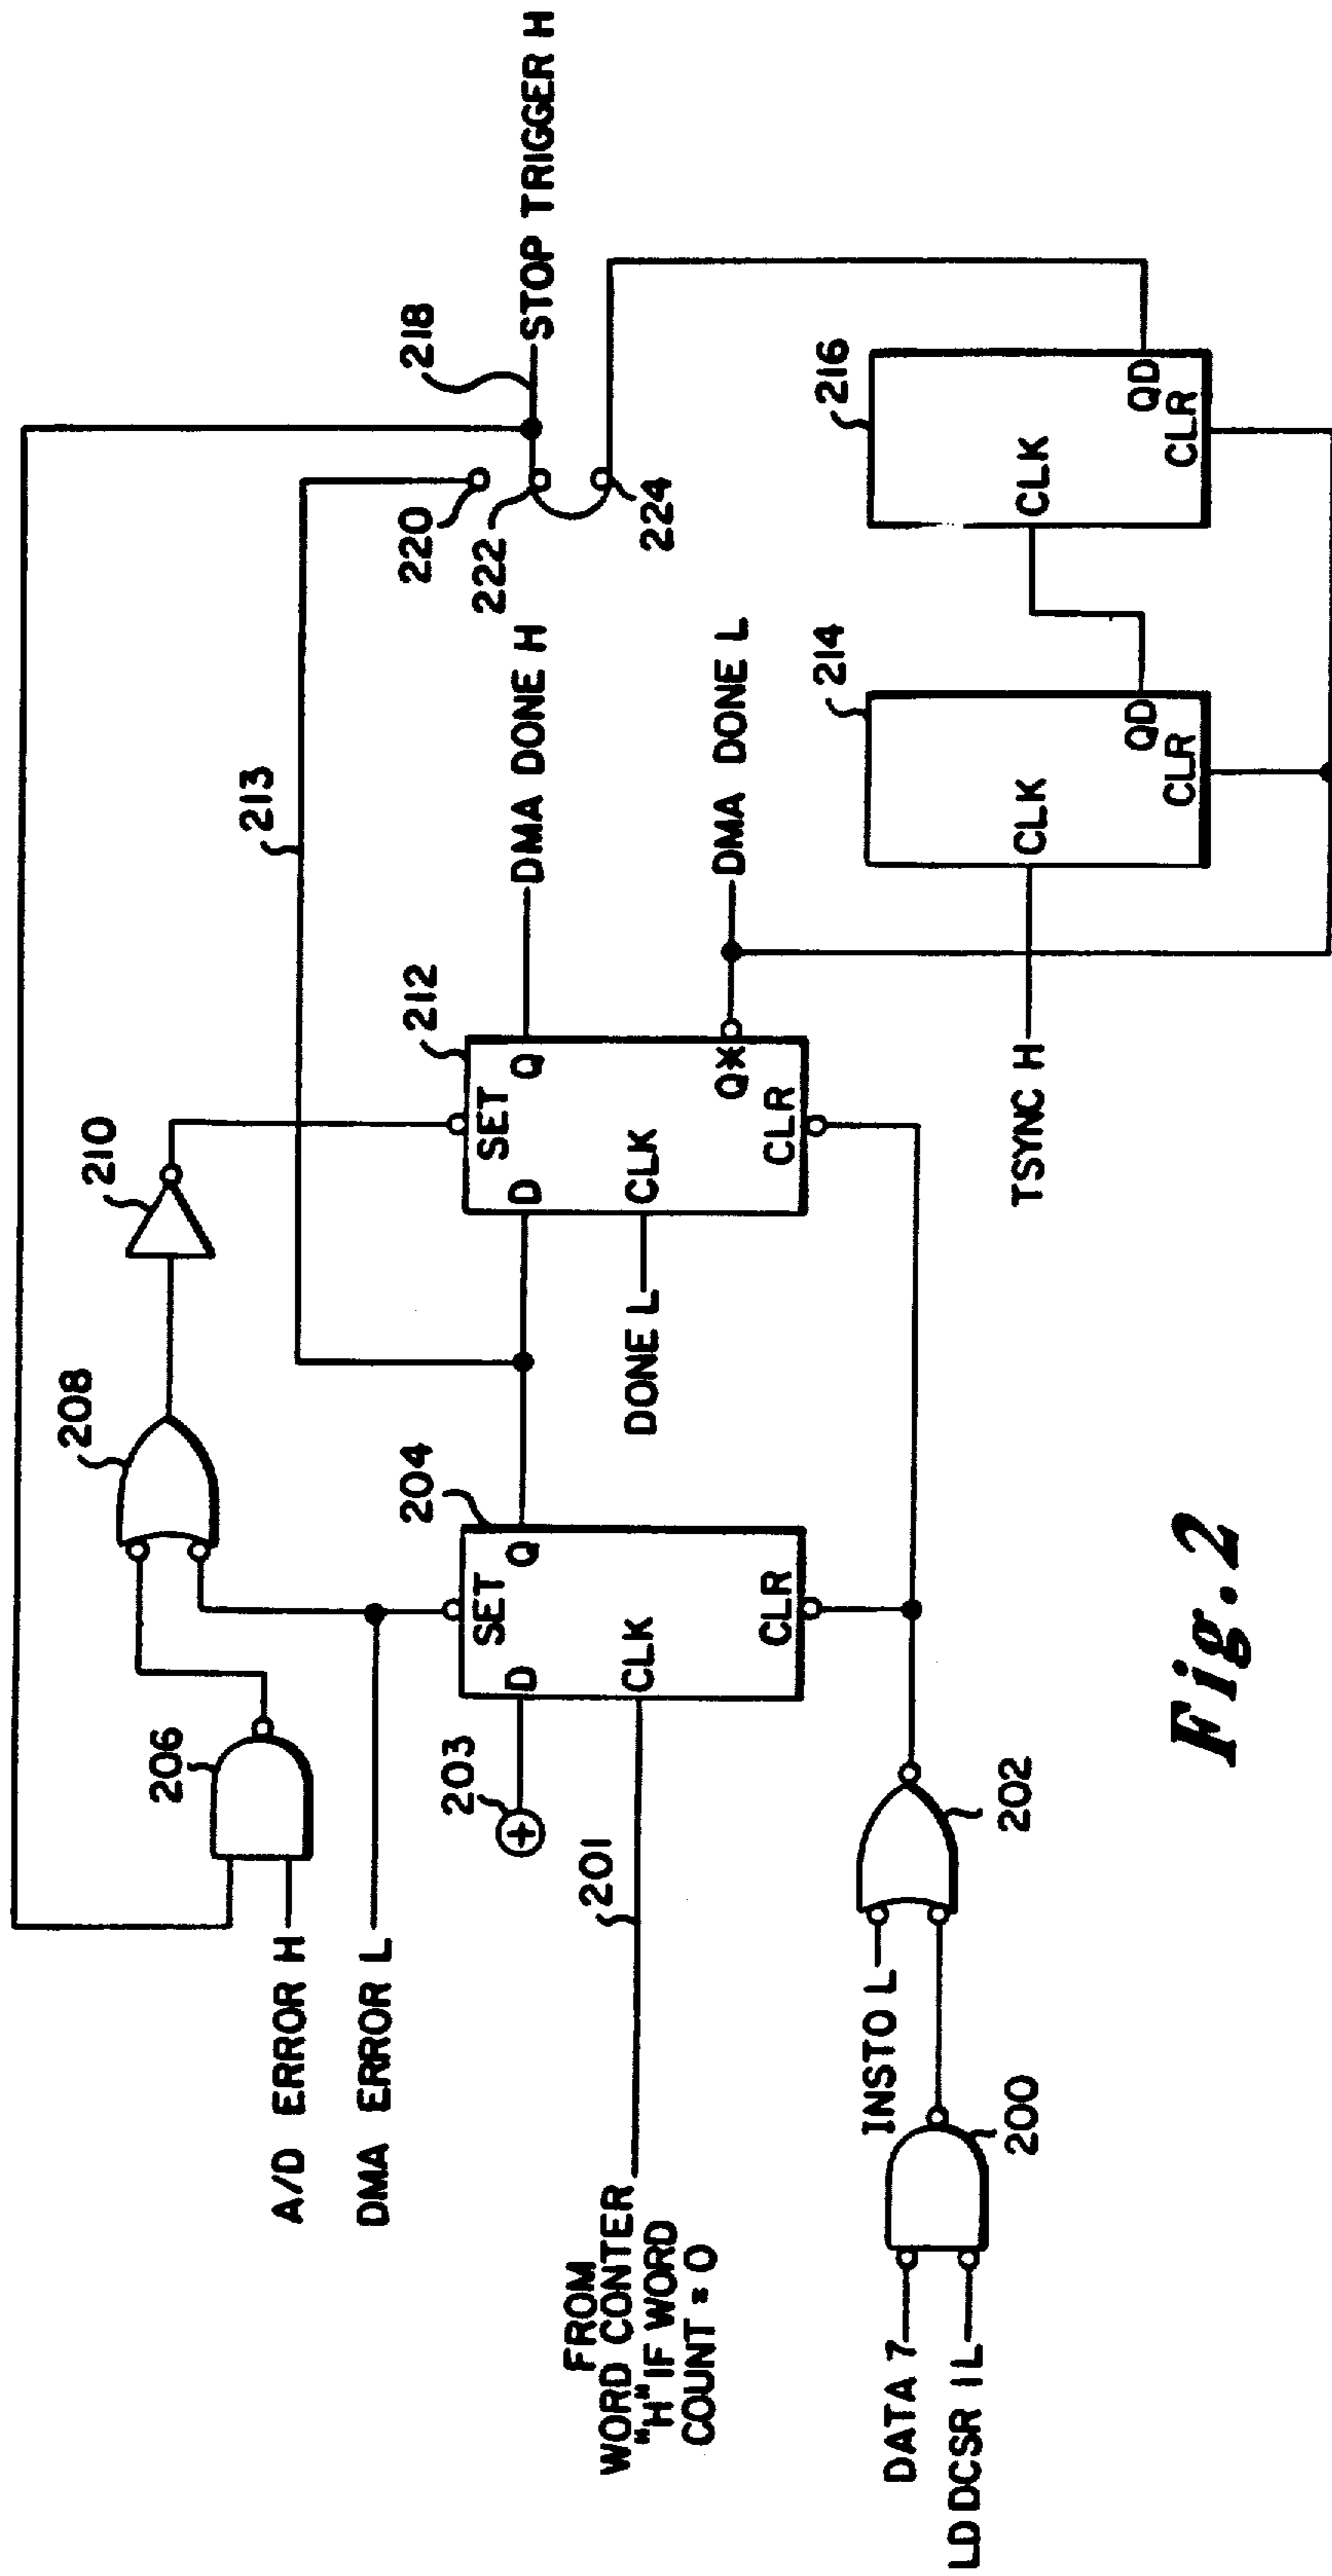 A/D ERROR H
DMA ERROR L
206
208
210
213
203
D
SET
Q
CLK
CLR
204
D
SET
Q
CLK
Q*
CLR
212
DONE L
DMA DONE H
DMA DONE L
220
222
224
218
STOP TRIGGER H
201
FROM
WORD CONTER
"H" IF WORD
COUNT = 0
DATA 7
LD DCSR 1L
200
INSTO L
202
TSYNC H
CLK
QD
CLR
214
CLK
QD
CLR
216
Fig. 2